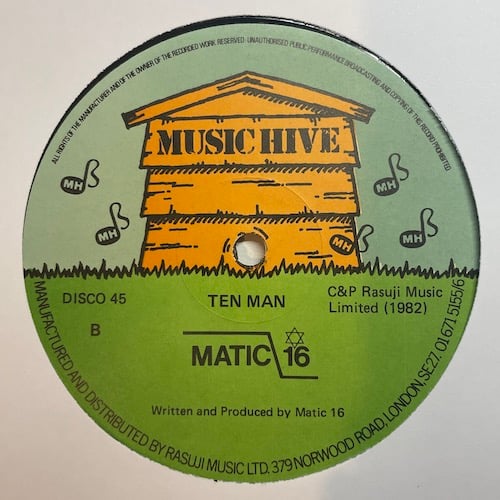 ALL RIGHTS OF THE MANUFACTURER AND OF THE OWNER OF THE RECORDED WORK RESERVED. UNAUTHORISED PUBLIC PERFORMANCE BROADCASTING AND COPYING OF THIS RECORD PROHIBITED
MUSIC HIVE
MH
MH
MH
MH
DISCO 45
TEN MAN
C&P Rasuji Music
Limited (1982)
B
MATIC 16
Written and Produced by Matic 16
MANUFACTURED AND DISTRIBUTED BY RASUJI MUSIC LTD. 379 NORWOOD ROAD, LONDON, SE27. 01 671 5155/6